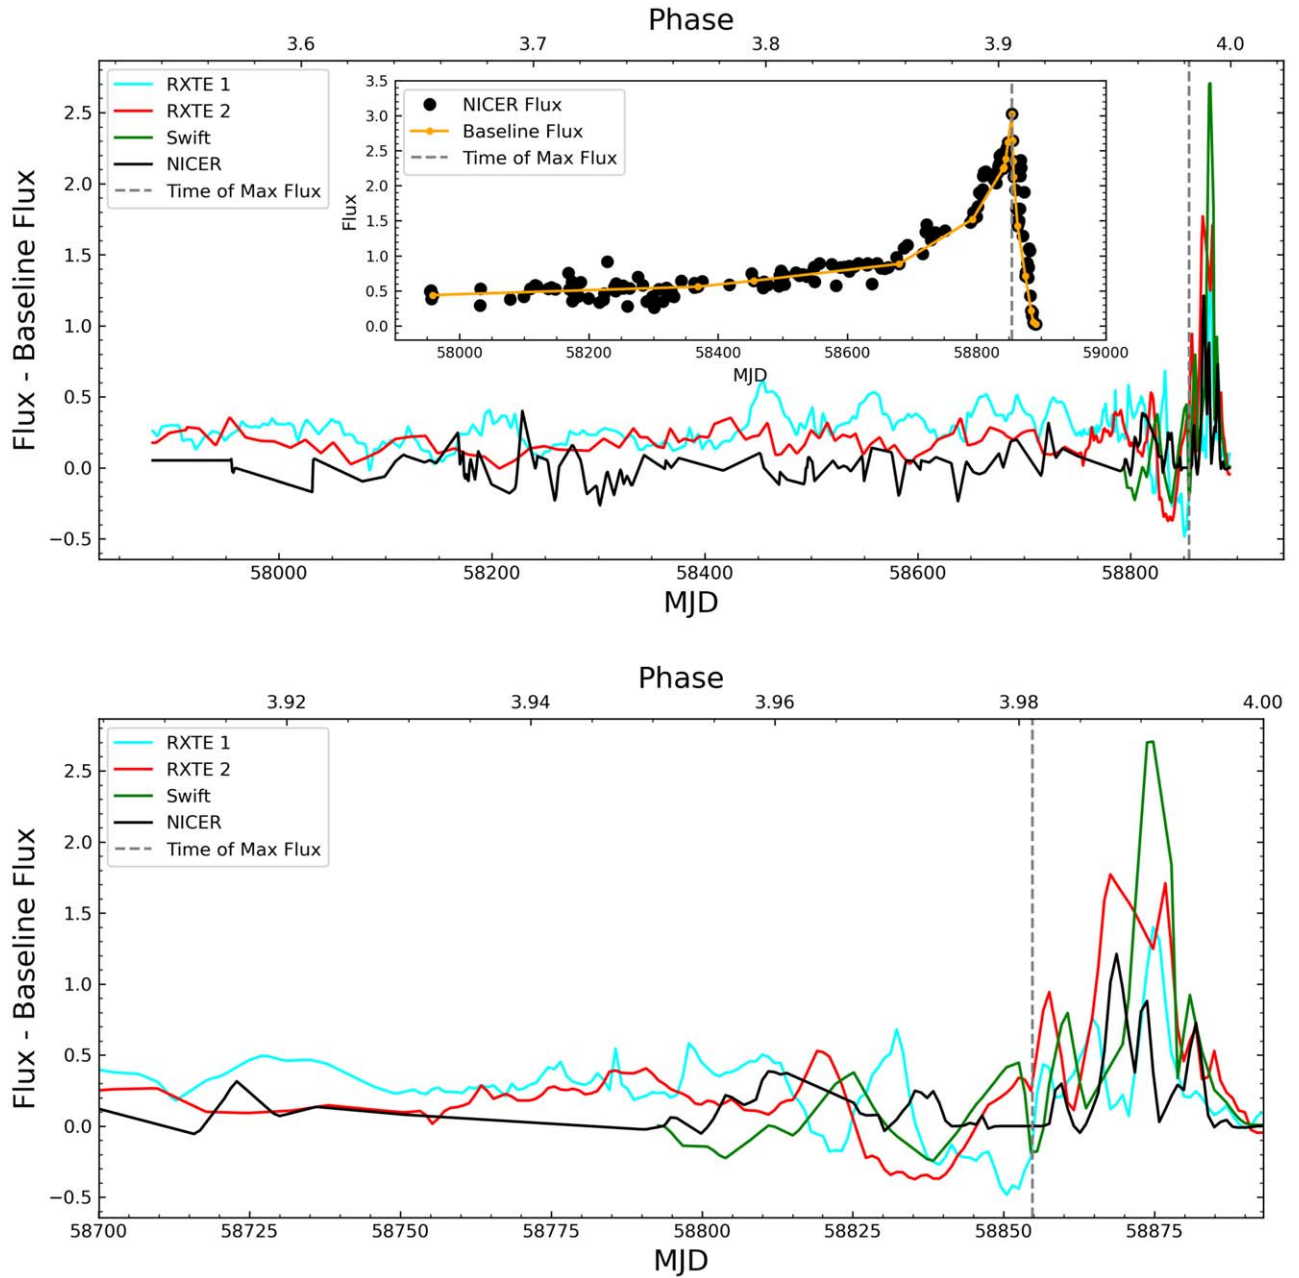 Phase
3.6 3.7 3.8 3.9 4.0
RXTE 1
RXTE 2
Swift
NICER
Time of Max Flux
Flux - Baseline Flux
2.5
2.0
1.5
1.0
0.5
0.0
−0.5
NICER Flux
Baseline Flux
Time of Max Flux
Flux
3.5
3.0
2.5
2.0
1.5
1.0
0.5
0.0
58000 58200 58400 58600 58800 59000
MJD
58000 58200 58400 58600 58800
MJD
Phase
3.92 3.94 3.96 3.98 4.00
RXTE 1
RXTE 2
Swift
NICER
Time of Max Flux
Flux - Baseline Flux
2.5
2.0
1.5
1.0
0.5
0.0
−0.5
58700 58725 58750 58775 58800 58825 58850 58875
MJD